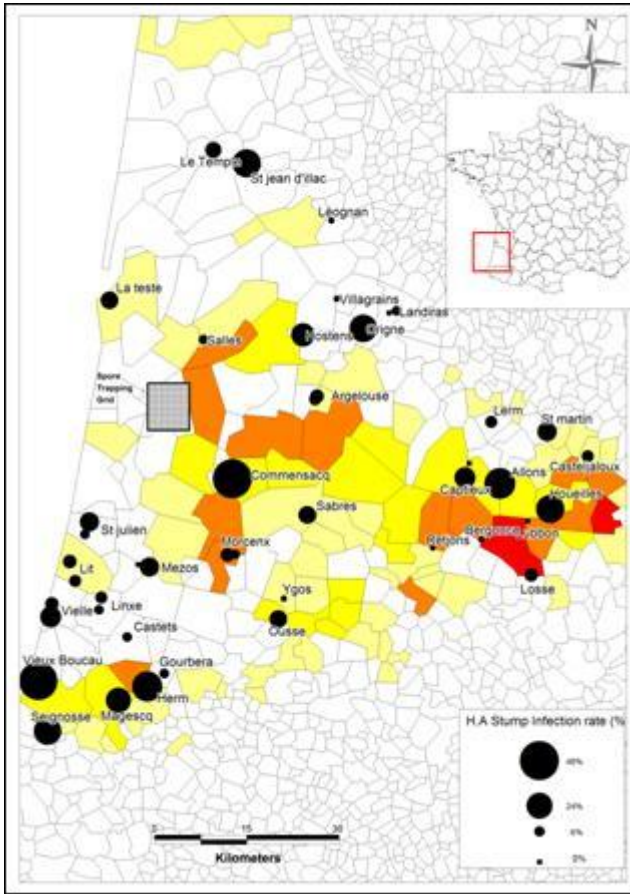 N
Le Temple
St jean d'illac
Léognan
La teste
Villagrains
Landiras
Hostens
Origne
Salles
Spore
Trapping
Grid
Argelouse
Lerm
St martin
Casteljaloux
Commensacq
Captieux
Allons
Houeilles
Sabres
St julien
Bergonce
Rétjons
Morcenx
Mezos
Lit
Losse
Ygos
Linxe
Vielle
Ousse
Castets
Gourbera
Vieux Boucau
Herm
Magescq
Seignosse
H.A Stump Infection rate (%
48%
24%
6%
0%
0 15 30
Kilometers